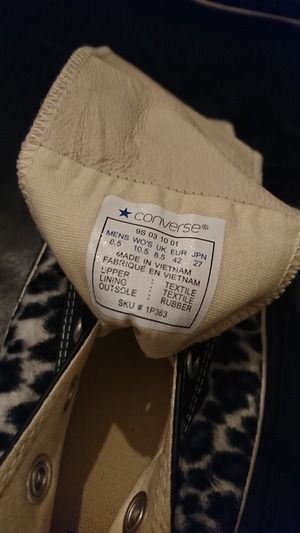 converse®
9S 03 10 01
MENS WO'S UK EUR JPN
8.5 10.5 8.5 42 27
MADE IN VIETNAM
FABRIQUE EN VIETNAM
UPPER : TEXTILE
LINING : TEXTILE
OUTSOLE : RUBBER
SKU # 1P363